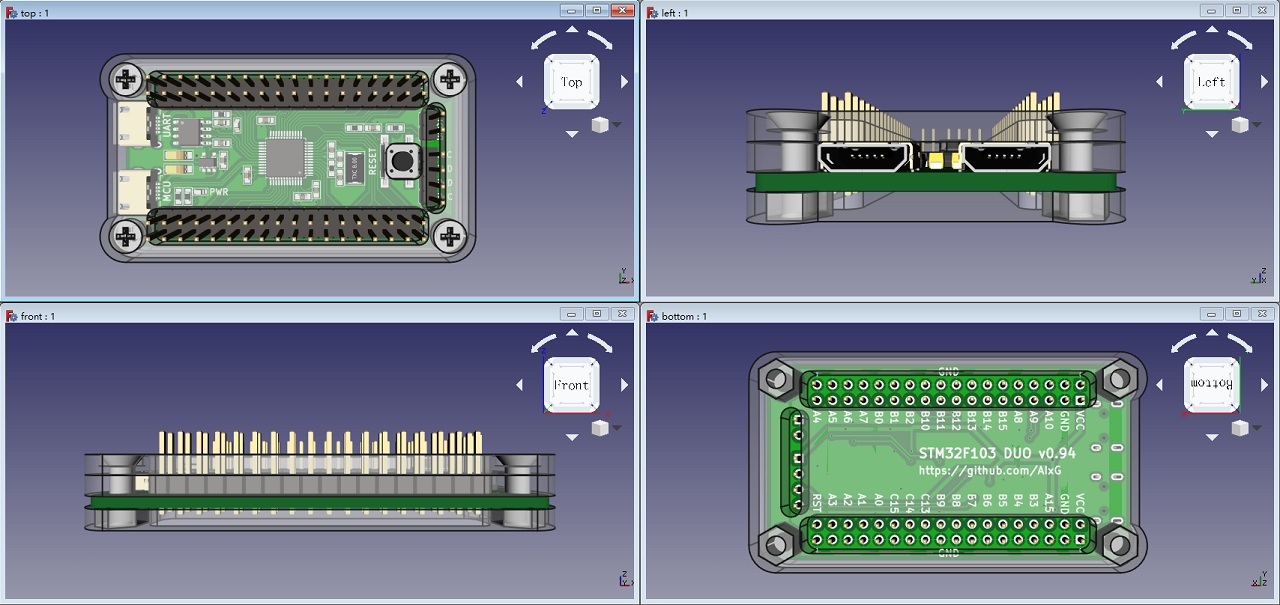 top : 1
Top
UART
MCU
PWR
RESET
Y
left : 1
Left
Z
front : 1
Front
Z
bottom : 1
Bottom
GND
A4 A5 A6 A7 B0 B1 B2 B10 B11 B12 B13 B14 B15 A8 A9 A10 GND VCC
STM32F103 DUO v0.94
https://github.com/AlxG
RST A3 A2 A1 A0 C15 C14 C13 B9 B8 B7 B6 B5 B4 B3 A15 GND VCC
GND
Y